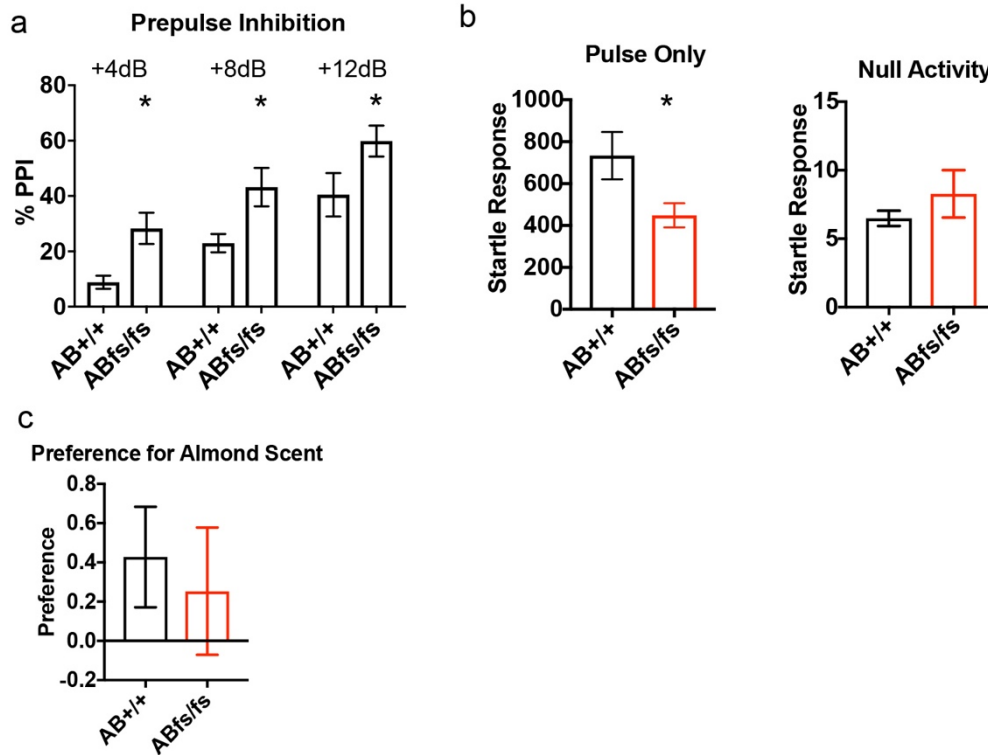 a
Prepulse Inhibition
+4dB +8dB +12dB
* * *
% PPI
80
60
40
20
0
AB+/+ ABfs/fs AB+/+ ABfs/fs AB+/+ ABfs/fs
b
Pulse Only
*
Startle Response
1000
800
600
400
200
0
AB+/+ ABfs/fs
Null Activity
Startle Response
15
10
5
0
AB+/+ ABfs/fs
c
Preference for Almond Scent
Preference
0.8
0.6
0.4
0.2
0.0
-0.2
AB+/+ ABfs/fs